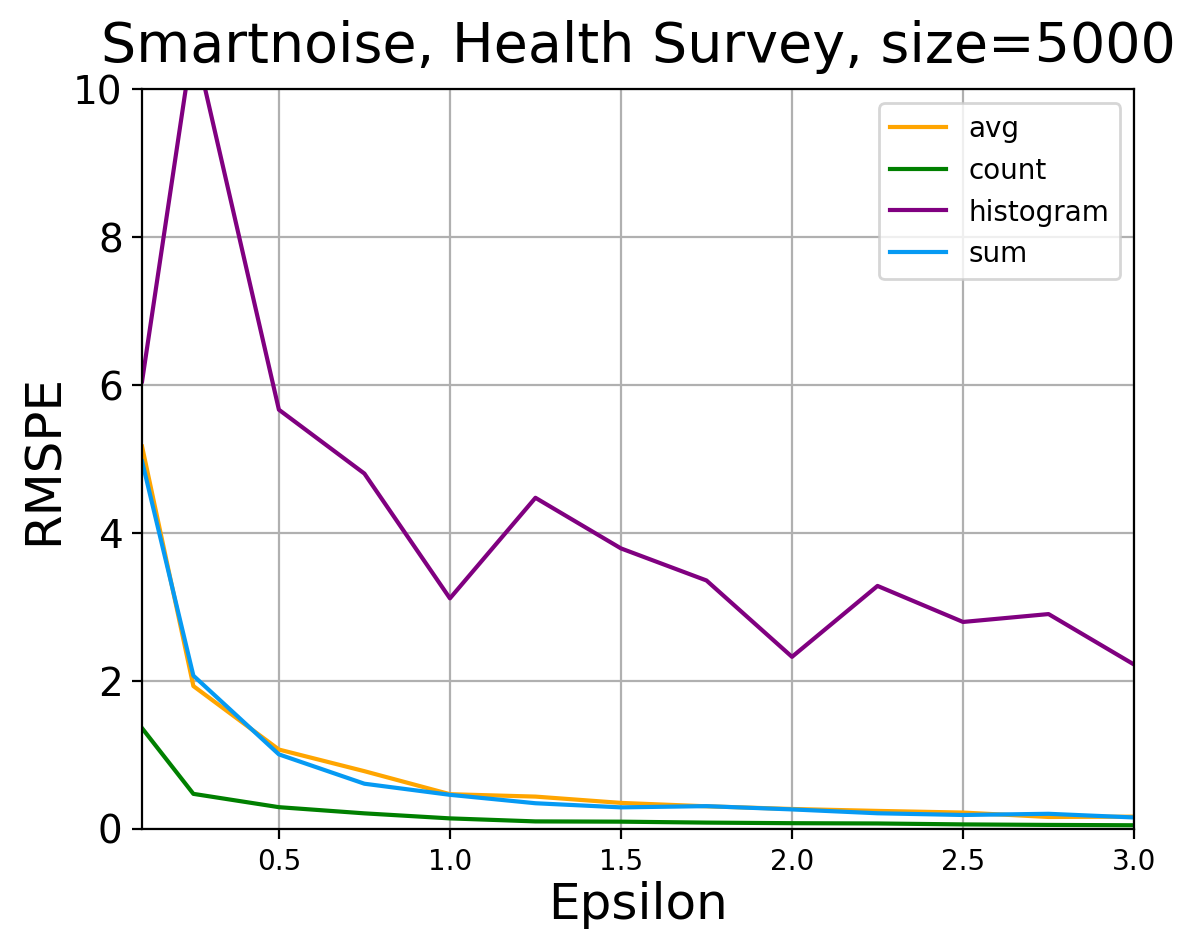 Smartnoise, Health Survey, size=5000
10
8
6
4
2
0
RMSPE
avg
count
histogram
sum
0.5 1.0 1.5 2.0 2.5 3.0
Epsilon